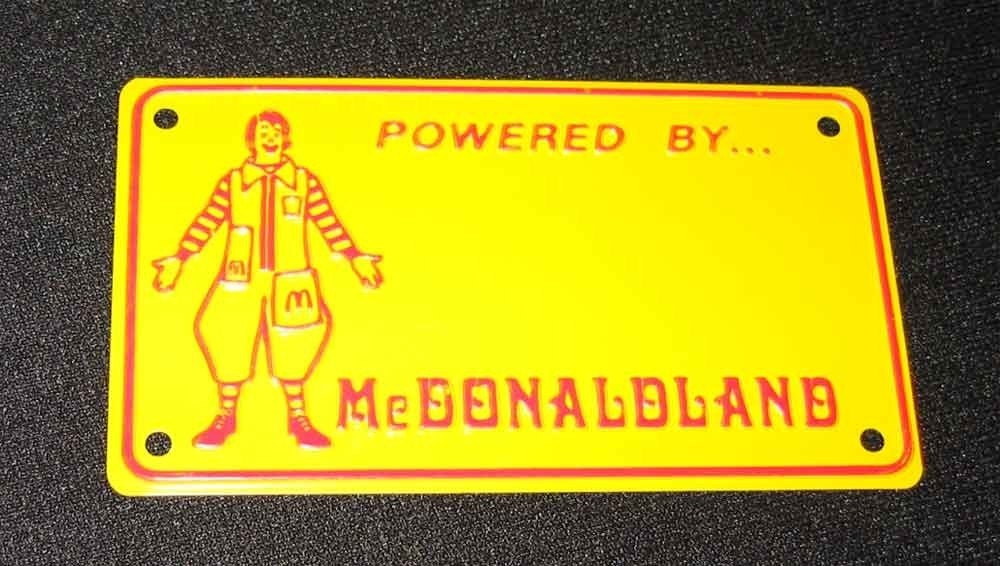 POWERED BY...
M
M
McDONALDLAND